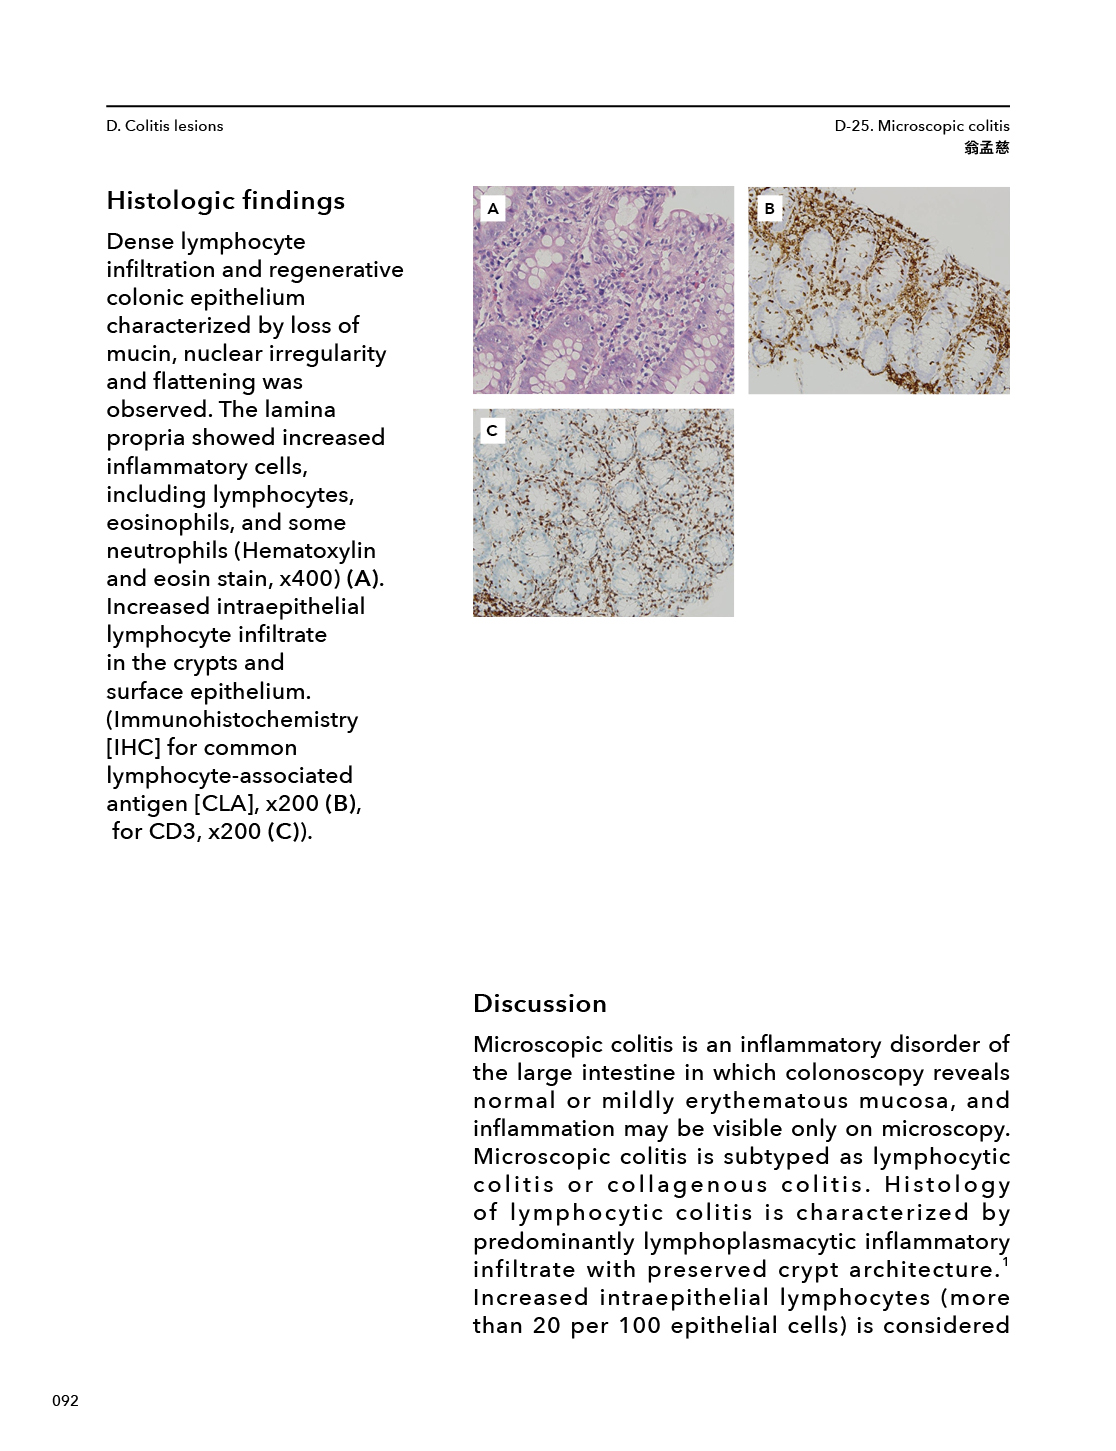 D. Colitis lesions
D-25. Microscopic colitis
翁孟慈
Histologic findings
Dense lymphocyte
infiltration and regenerative
colonic epithelium
characterized by loss of
mucin, nuclear irregularity
and flattening was
observed. The lamina
propria showed increased
inflammatory cells,
including lymphocytes,
eosinophils, and some
neutrophils (Hematoxylin
and eosin stain, x400) (A).
Increased intraepithelial
lymphocyte infiltrate
in the crypts and
surface epithelium.
(Immunohistochemistry
[IHC] for common
lymphocyte-associated
antigen [CLA], x200 (B),
for CD3, x200 (C)).
A
B
C
Discussion
Microscopic colitis is an inflammatory disorder of
the large intestine in which colonoscopy reveals
normal or mildly erythematous mucosa, and
inflammation may be visible only on microscopy.
Microscopic colitis is subtyped as lymphocytic
colitis or collagenous colitis. Histology
of lymphocytic colitis is characterized by
predominantly lymphoplasmacytic inflammatory
infiltrate with preserved crypt architecture.1
Increased intraepithelial lymphocytes (more
than 20 per 100 epithelial cells) is considered
092